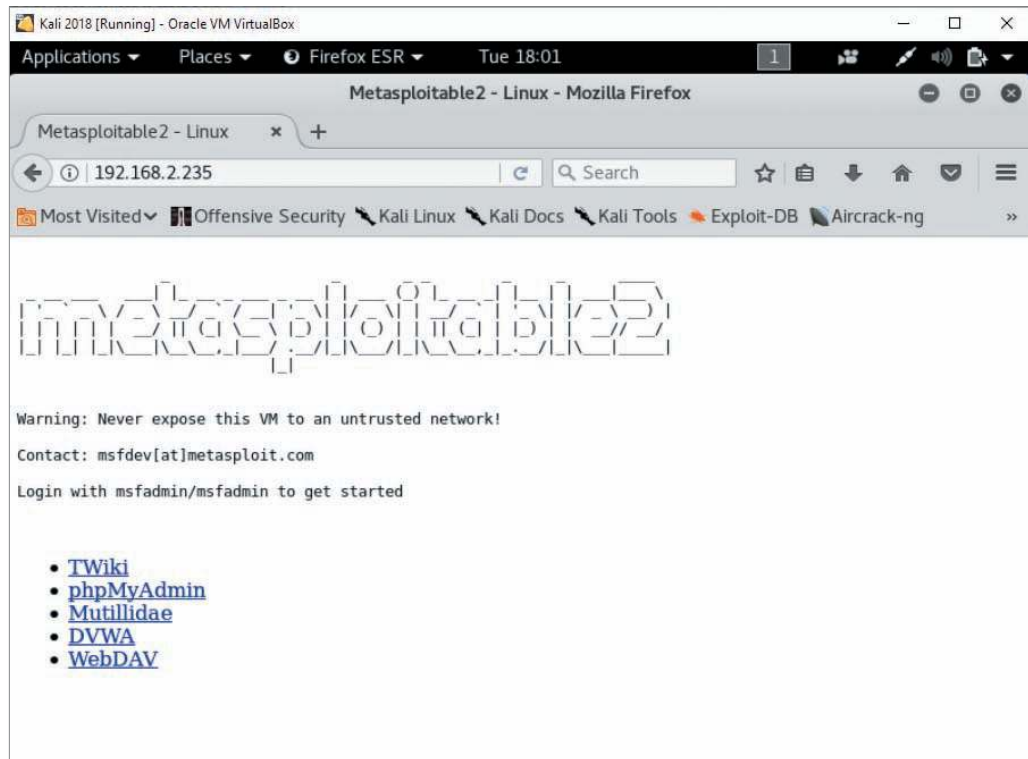 Kali 2018 [Running] - Oracle VM VirtualBox
Applications Places Firefox ESR Tue 18:01 1
Metasploitable2 - Linux - Mozilla Firefox
Metasploitable2 - Linux
192.168.2.235 Search
Most Visited Offensive Security Kali Linux Kali Docs Kali Tools Exploit-DB Aircrack-ng »
metasploitable2
Warning: Never expose this VM to an untrusted network!
Contact: msfdev[at]metasploit.com
Login with msfadmin/msfadmin to get started
• TWiki
• phpMyAdmin
• Mutillidae
• DVWA
• WebDAV